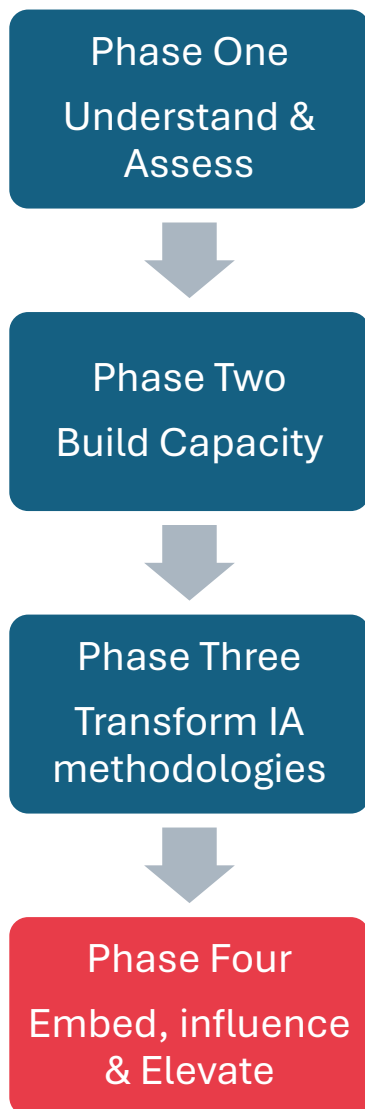 Phase One
Understand &
Assess
Phase Two
Build Capacity
Phase Three
Transform IA
methodologies
Phase Four
Embed, influence
& Elevate